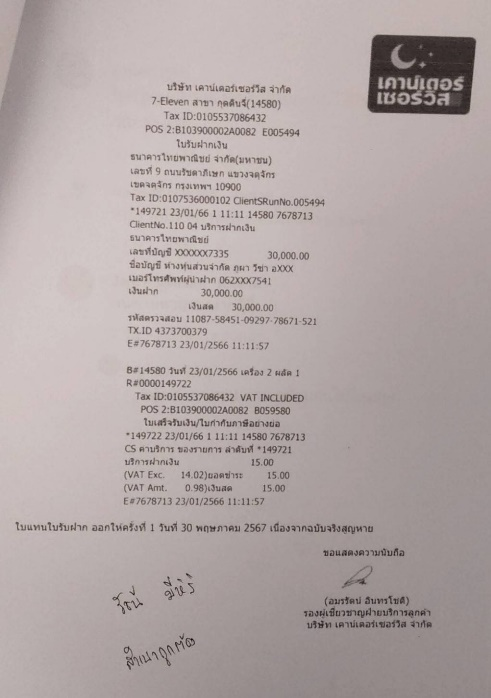 เคาน์เตอร์
เซอร์วิส
บริษัท เคาน์เตอร์เซอร์วิส จำกัด
7-Eleven สาขา กุดดินจี่(14580)
Tax ID:0105537086432
POS 2:B103900002A0082 E005494
ใบรับฝากเงิน
ธนาคารไทยพาณิชย์ จำกัด(มหาชน)
เลขที่ 9 ถนนรัชดาภิเษก แขวงจตุจักร
เขตจตุจักร กรุงเทพฯ 10900
Tax ID:0107536000102 ClientSRunNo.005494
*149721 23/01/66 1 11:11 14580 7678713
ClientNo.110 04 บริการฝากเงิน
ธนาคารไทยพาณิชย์
เลขที่บัญชี XXXXXX7335 30,000.00
ชื่อบัญชี ห้างหุ้นส่วนจำกัด ภูผา วีซ่า อXXX
เบอร์โทรศัพท์ผู้นำฝาก 062XXX7541
เงินฝาก 30,000.00
เงินสด 30,000.00
รหัสตรวจสอบ 11087-58451-09297-78671-521
TX.ID 4373700379
E#7678713 23/01/2566 11:11:57
B#14580 วันที่ 23/01/2566 เครื่อง 2 ผลัด 1
R#0000149722
Tax ID:0105537086432 VAT INCLUDED
POS 2:B103900002A0082 B059580
ใบเสร็จรับเงิน/ใบกำกับภาษีอย่างย่อ
*149722 23/01/66 1 11:11 14580 7678713
CS ค่าบริการ ของรายการ ลำดับที่ *149721
บริการฝากเงิน 15.00
(VAT Exc. 14.02)ยอดชำระ 15.00
(VAT Amt. 0.98)เงินสด 15.00
E#7678713 23/01/2566 11:11:57
ใบแทนใบรับฝาก ออกให้ครั้งที่ 1 วันที่ 30 พฤษภาคม 2567 เนื่องจากฉบับจริงสูญหาย
ขอแสดงความนับถือ
(อมรรัตน์ อินทรโชติ)
รองผู้เชี่ยวชาญฝ่ายบริการลูกค้า
บริษัท เคาน์เตอร์เซอร์วิส จำกัด
สำเนาถูกต้อง